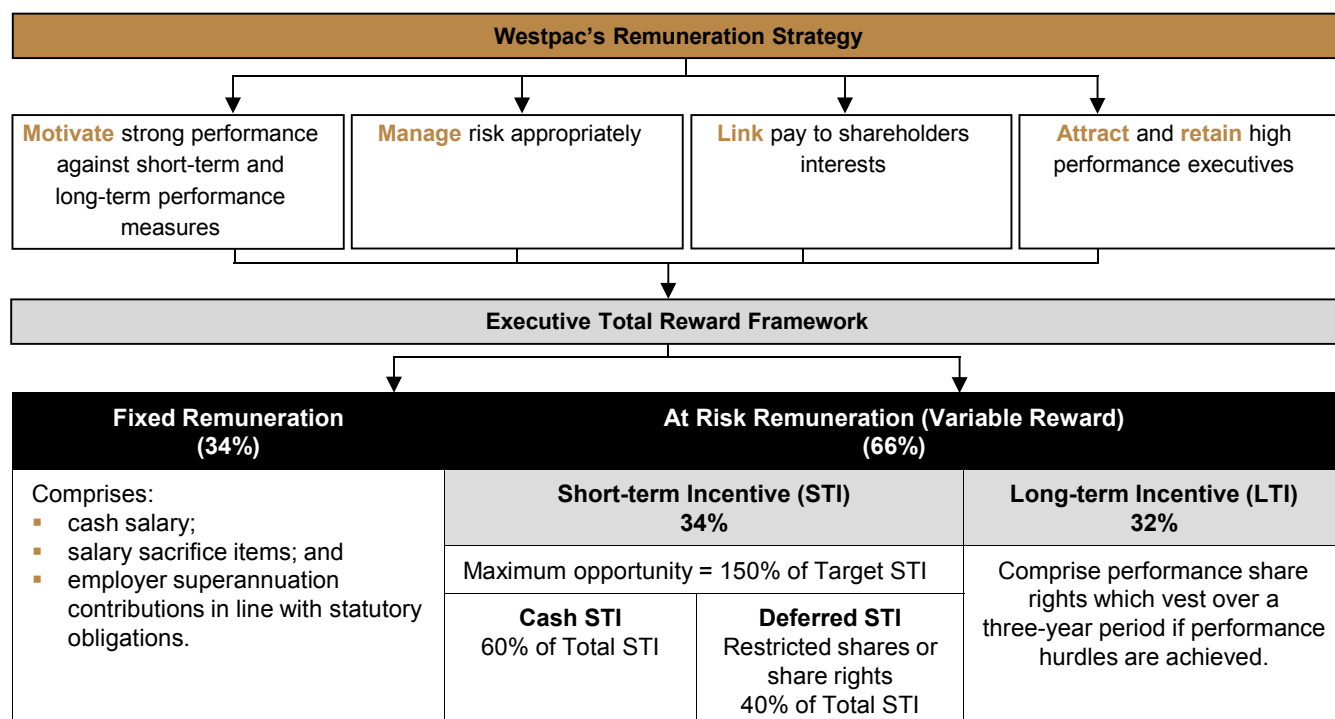 Westpac's Remuneration Strategy
Motivate strong performance
against short-term and
long-term performance
measures
Manage risk appropriately
Link pay to shareholders
interests
Attract and retain high
performance executives
Executive Total Reward Framework
Fixed Remuneration
(34%)
At Risk Remuneration (Variable Reward)
(66%)
Comprises:
▪ cash salary;
▪ salary sacrifice items; and
▪ employer superannuation
contributions in line with statutory
obligations.
Short-term Incentive (STI)
34%
Maximum opportunity = 150% of Target STI
Cash STI
60% of Total STI
Deferred STI
Restricted shares or
share rights
40% of Total STI
Long-term Incentive (LTI)
32%
Comprise performance share
rights which vest over a
three-year period if performance
hurdles are achieved.